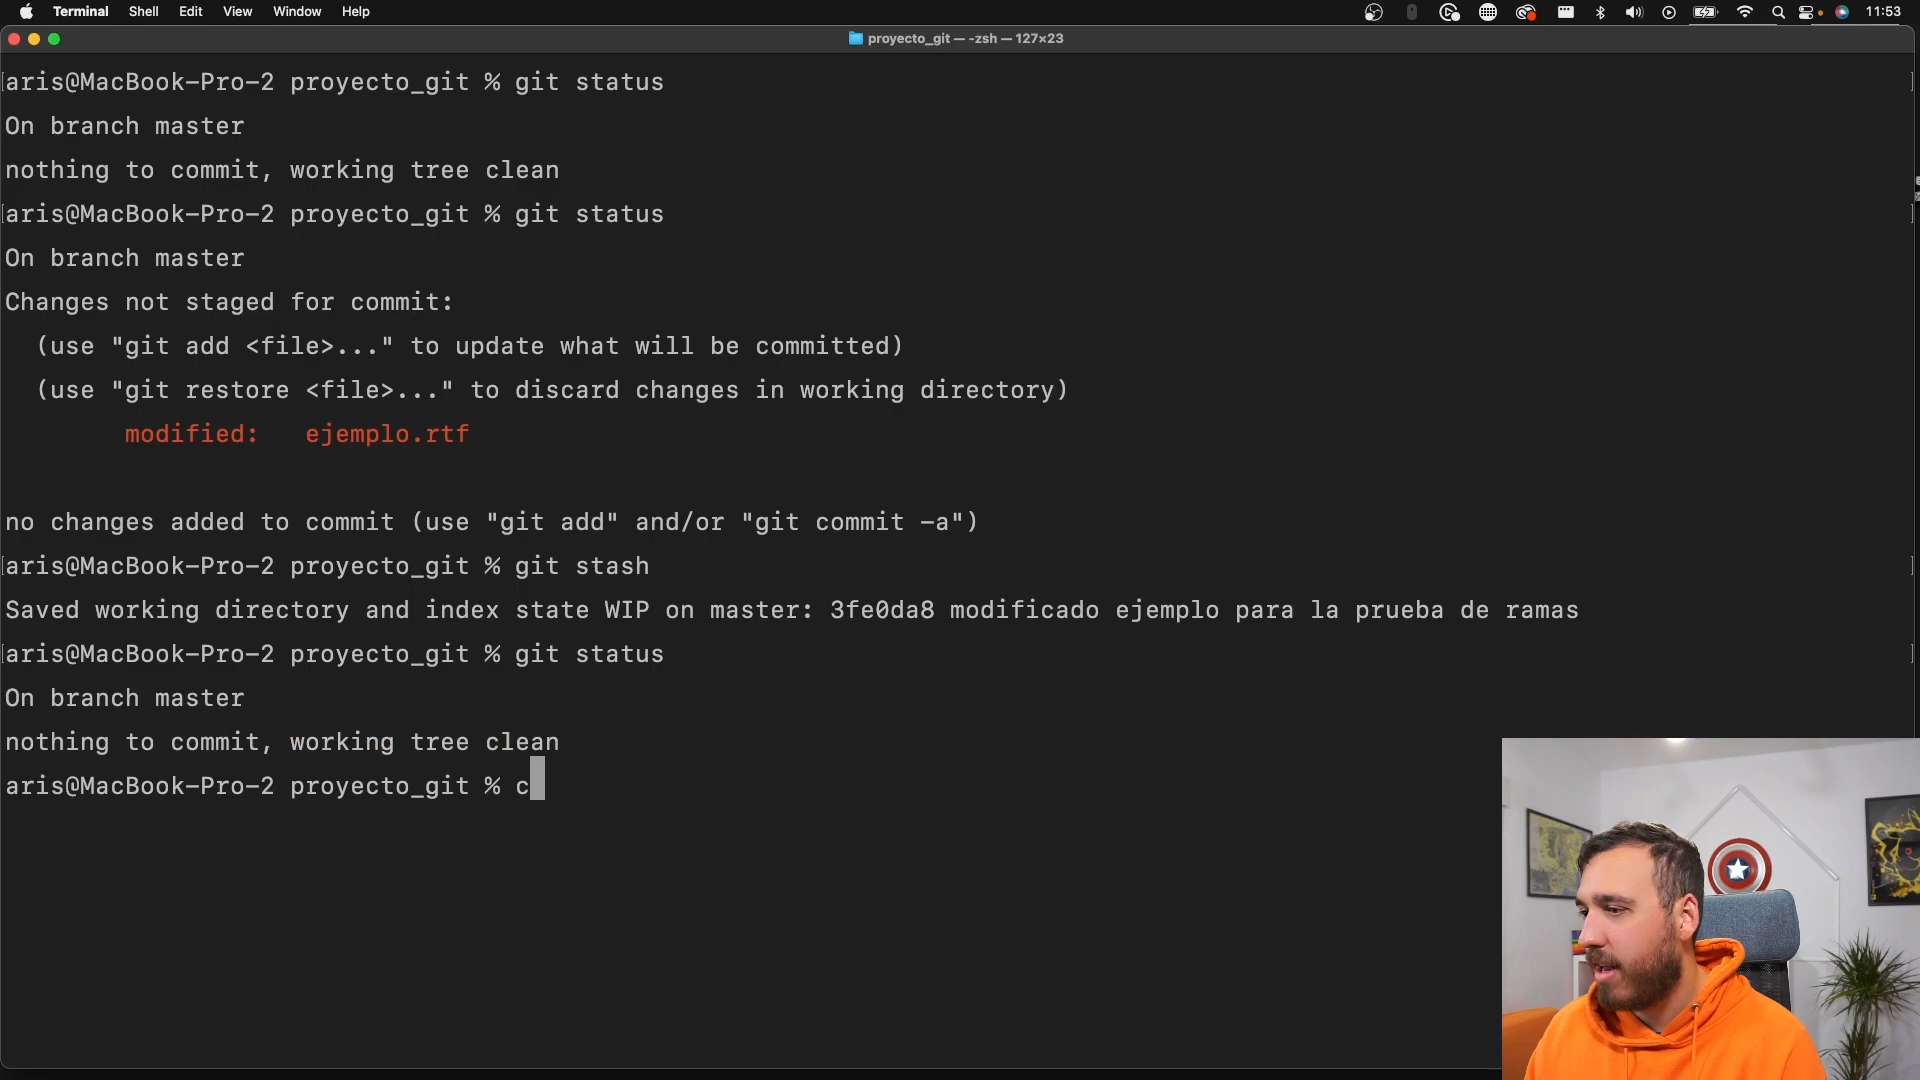 Terminal Shell Edit View Window Help 11:53
proyecto_git — -zsh — 127×23
aris@MacBook-Pro-2 proyecto_git % git status
On branch master
nothing to commit, working tree clean
aris@MacBook-Pro-2 proyecto_git % git status
On branch master
Changes not staged for commit:
(use "git add <file>..." to update what will be committed)
(use "git restore <file>..." to discard changes in working directory)
modified: ejemplo.rtf
no changes added to commit (use "git add" and/or "git commit -a")
aris@MacBook-Pro-2 proyecto_git % git stash
Saved working directory and index state WIP on master: 3fe0da8 modificado ejemplo para la prueba de ramas
aris@MacBook-Pro-2 proyecto_git % git status
On branch master
nothing to commit, working tree clean
aris@MacBook-Pro-2 proyecto_git % c